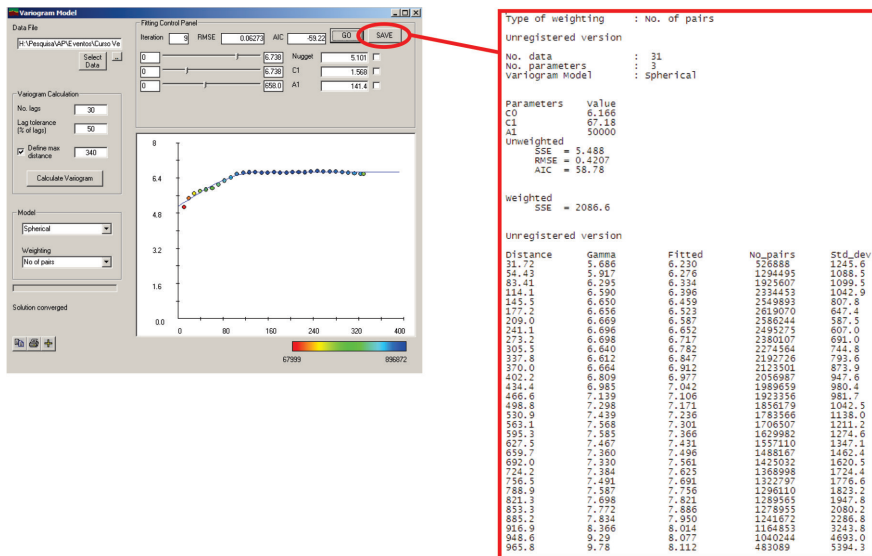 Variogram Model
Data File
H:\Pesquisa\AP\Eventos\Curso Ve
Select Data ...
Variogram Calculation
No. lags 30
Lag tolerance (% of lags) 50
Define max distance 340
Calculate Variogram
Model
Spherical
Weighting
No of pairs
Solution converged
Fitting Control Panel
Iteration 9 RMSE 0.06273 AIC -59.22 GO SAVE
0 6.738 Nugget 5.101
0 6.738 C1 1.568
0 658.0 A1 141.4
8
6.4
4.8
3.2
1.6
0.0
0 80 160 240 320 400
67999 896872
Type of weighting : No. of pairs
Unregistered version
No. data : 31
No. parameters : 3
Variogram Model : Spherical
Parameters Value
C0 6.166
C1 67.18
A1 50000
Unweighted
SSE = 5.488
RMSE = 0.4207
AIC = 58.78
Weighted
SSE = 2086.6
Unregistered version
Distance Gamma Fitted No_pairs Std_dev
31.72 5.686 6.230 526888 1245.6
54.43 5.917 6.276 1294495 1088.5
83.41 6.295 6.334 1925607 1099.5
114.1 6.590 6.396 2334453 1042.9
145.5 6.650 6.459 2549893 807.8
177.2 6.656 6.523 2619070 647.4
209.0 6.669 6.587 2586244 587.5
241.1 6.696 6.652 2495275 607.0
273.2 6.698 6.717 2380107 691.0
305.5 6.640 6.782 2274564 744.8
337.8 6.612 6.847 2192726 793.6
370.0 6.664 6.912 2123501 873.9
402.2 6.809 6.977 2056987 947.6
434.4 6.985 7.042 1989659 980.4
466.6 7.139 7.106 1923356 981.7
498.8 7.298 7.171 1856179 1042.5
530.9 7.439 7.236 1783566 1138.0
563.1 7.568 7.301 1706507 1211.2
595.3 7.585 7.366 1629982 1274.6
627.5 7.467 7.431 1557110 1347.1
659.7 7.360 7.496 1488167 1462.4
692.0 7.330 7.561 1425032 1620.5
724.2 7.384 7.625 1368998 1724.4
756.5 7.491 7.691 1322797 1776.6
788.9 7.587 7.756 1296110 1823.2
821.3 7.698 7.821 1289565 1947.8
853.3 7.772 7.886 1278955 2080.2
885.2 7.834 7.950 1241672 2286.8
916.9 8.366 8.014 1164853 3243.8
948.6 9.29 8.077 1040244 4693.0
965.8 9.78 8.112 483089 5394.3